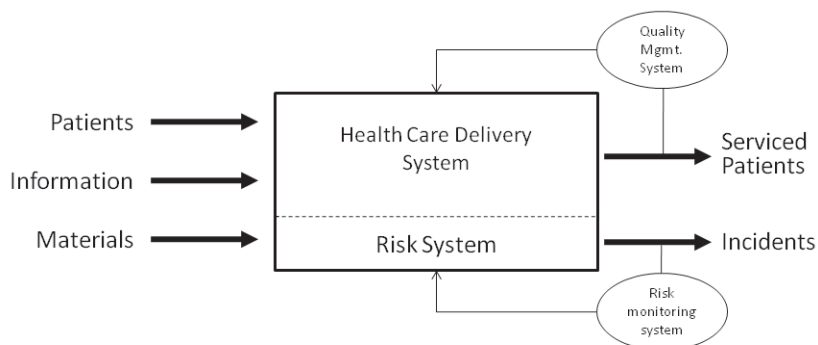 Quality
Mgmt.
System
Patients
Information
Materials
Health Care Delivery
System
Risk System
Serviced
Patients
Incidents
Risk
monitoring
system